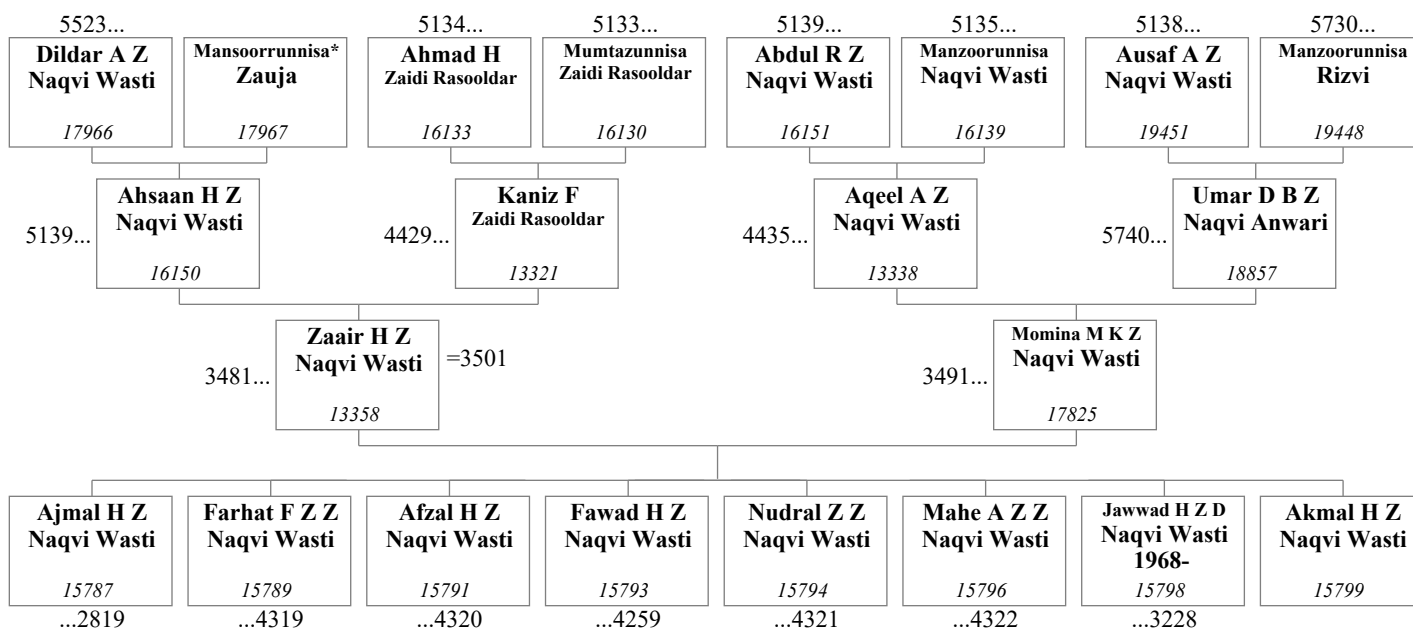 5523...
5134...
5133...
5139...
5135...
5138...
5730...
Dildar A Z
Naqvi Wasti
17966
Mansoorrunnisa*
Zauja
17967
Ahmad H
Zaidi Rasooldar
16133
Mumtazunnisa
Zaidi Rasooldar
16130
Abdul R Z
Naqvi Wasti
16151
Manzoorunnisa
Naqvi Wasti
16139
Ausaf A Z
Naqvi Wasti
19451
Manzoorunnisa
Rizvi
19448
5139...
Ahsaan H Z
Naqvi Wasti
16150
4429...
Kaniz F
Zaidi Rasooldar
13321
4435...
Aqeel A Z
Naqvi Wasti
13338
5740...
Umar D B Z
Naqvi Anwari
18857
3481...
Zaair H Z
Naqvi Wasti
13358
=3501
3491...
Momina M K Z
Naqvi Wasti
17825
Ajmal H Z
Naqvi Wasti
15787
...2819
Farhat F Z Z
Naqvi Wasti
15789
...4319
Afzal H Z
Naqvi Wasti
15791
...4320
Fawad H Z
Naqvi Wasti
15793
...4259
Nudral Z Z
Naqvi Wasti
15794
...4321
Mahe A Z Z
Naqvi Wasti
15796
...4322
Jawwad H Z D
Naqvi Wasti
1968-
15798
...3228
Akmal H Z
Naqvi Wasti
15799